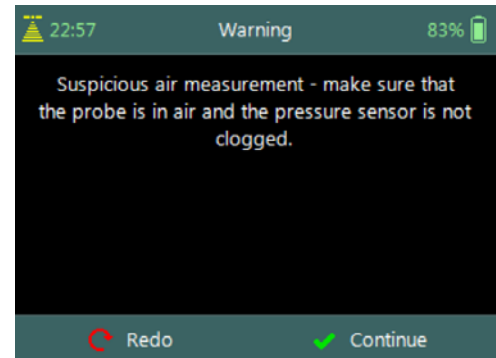 22:57 Warning 83%
Suspicious air measurement - make sure that
the probe is in air and the pressure sensor is not
clogged.
Redo Continue